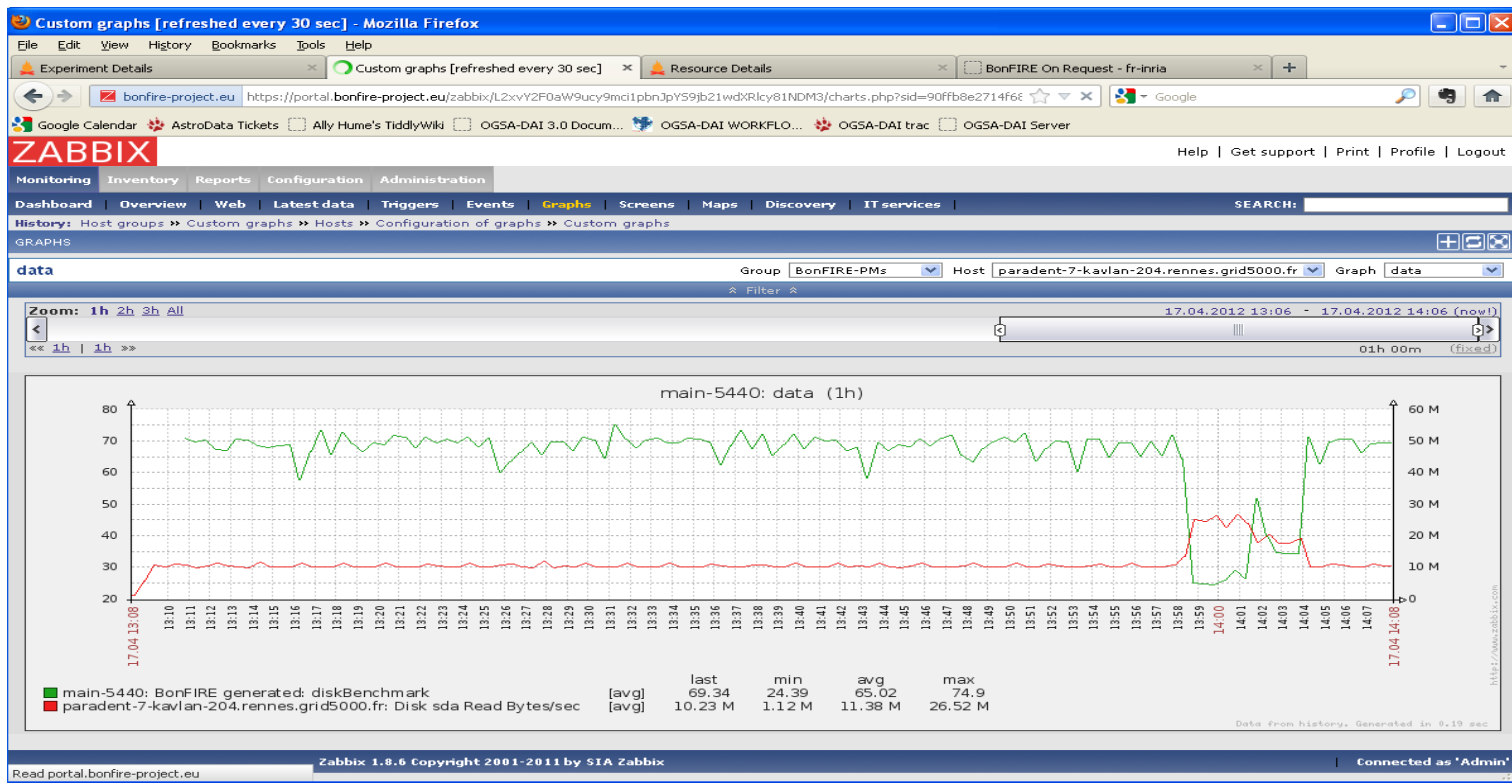 Custom graphs [refreshed every 30 sec] - Mozilla Firefox
File Edit View History Bookmarks Tools Help
Experiment Details Custom graphs [refreshed every 30 sec] Resource Details BonFIRE On Request - fr-inria
bonfire-project.eu https://portal.bonfire-project.eu/zabbix/L2xvY2F0aW9ucy9mci1pbnJpYS9jb21wdXRlcy81NDM3/charts.php?sid=90ffb8e2714f68 Google
Google Calendar AstroData Tickets Ally Hume's TiddlyWiki OGSA-DAI 3.0 Docum... OGSA-DAI WORKFLO... OGSA-DAI trac OGSA-DAI Server
ZABBIX
Help | Get support | Print | Profile | Logout
Monitoring Inventory Reports Configuration Administration
Dashboard | Overview | Web | Latest data | Triggers | Events | Graphs | Screens | Maps | Discovery | IT services | SEARCH:
History: Host groups » Custom graphs » Hosts » Configuration of graphs » Custom graphs
GRAPHS
data Group BonFIRE-PMs Host paradent-7-kavlan-204.rennes.grid5000.fr Graph data
Filter
Zoom: 1h 2h 3h All 17.04.2012 13:06 - 17.04.2012 14:06 (now!)
«« 1h | 1h »» 01h 00m (fixed)
main-5440: data (1h)
80 60 M
70 50 M
60 40 M
50 30 M
40 20 M
30 10 M
20 0
17.04 13:08 13:10 13:11 13:12 13:13 13:14 13:15 13:16 13:17 13:18 13:19 13:20 13:21 13:22 13:23 13:24 13:25 13:26 13:27 13:28 13:29 13:30 13:31 13:32 13:33 13:34 13:35 13:36 13:37 13:38 13:39 13:40 13:41 13:42 13:43 13:44 13:45 13:46 13:47 13:48 13:49 13:50 13:51 13:52 13:53 13:54 13:55 13:56 13:57 13:58 13:59 14:00 14:01 14:02 14:03 14:04 14:05 14:06 14:07 17.04 14:08
http://www.zabbix.com
last min avg max
main-5440: BonFIRE generated: diskBenchmark [avg] 69.34 24.39 65.02 74.9
paradent-7-kavlan-204.rennes.grid5000.fr: Disk sda Read Bytes/sec [avg] 10.23 M 1.12 M 11.38 M 26.52 M
Data from history. Generated in 0.19 sec
Zabbix 1.8.6 Copyright 2001-2011 by SIA Zabbix | Connected as 'Admin'
Read portal.bonfire-project.eu